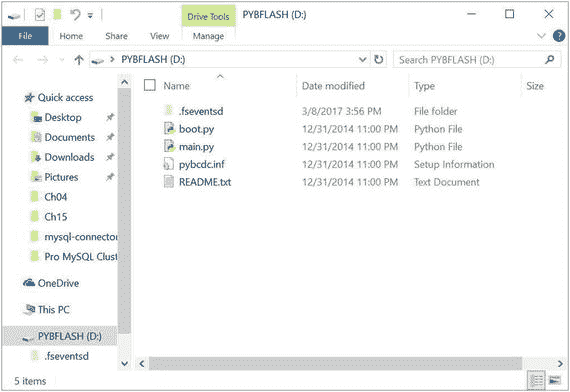 Drive Tools
PYBFLASH (D:)
File
Home
Share
View
Manage
PYBFLASH (D:)
Search PYBFLASH (D:)
Name
Date modified
Type
Size
.fseventsd
3/8/2017 3:56 PM
File folder
boot.py
12/31/2014 11:00 PM
Python File
main.py
12/31/2014 11:00 PM
Python File
pybcdc.inf
12/31/2014 11:00 PM
Setup Information
README.txt
12/31/2014 11:00 PM
Text Document
Quick access
Desktop
Documents
Downloads
Pictures
Ch04
Ch15
mysql-connector
Pro MySQL Clust
OneDrive
This PC
PYBFLASH (D:)
.fseventsd
5 items